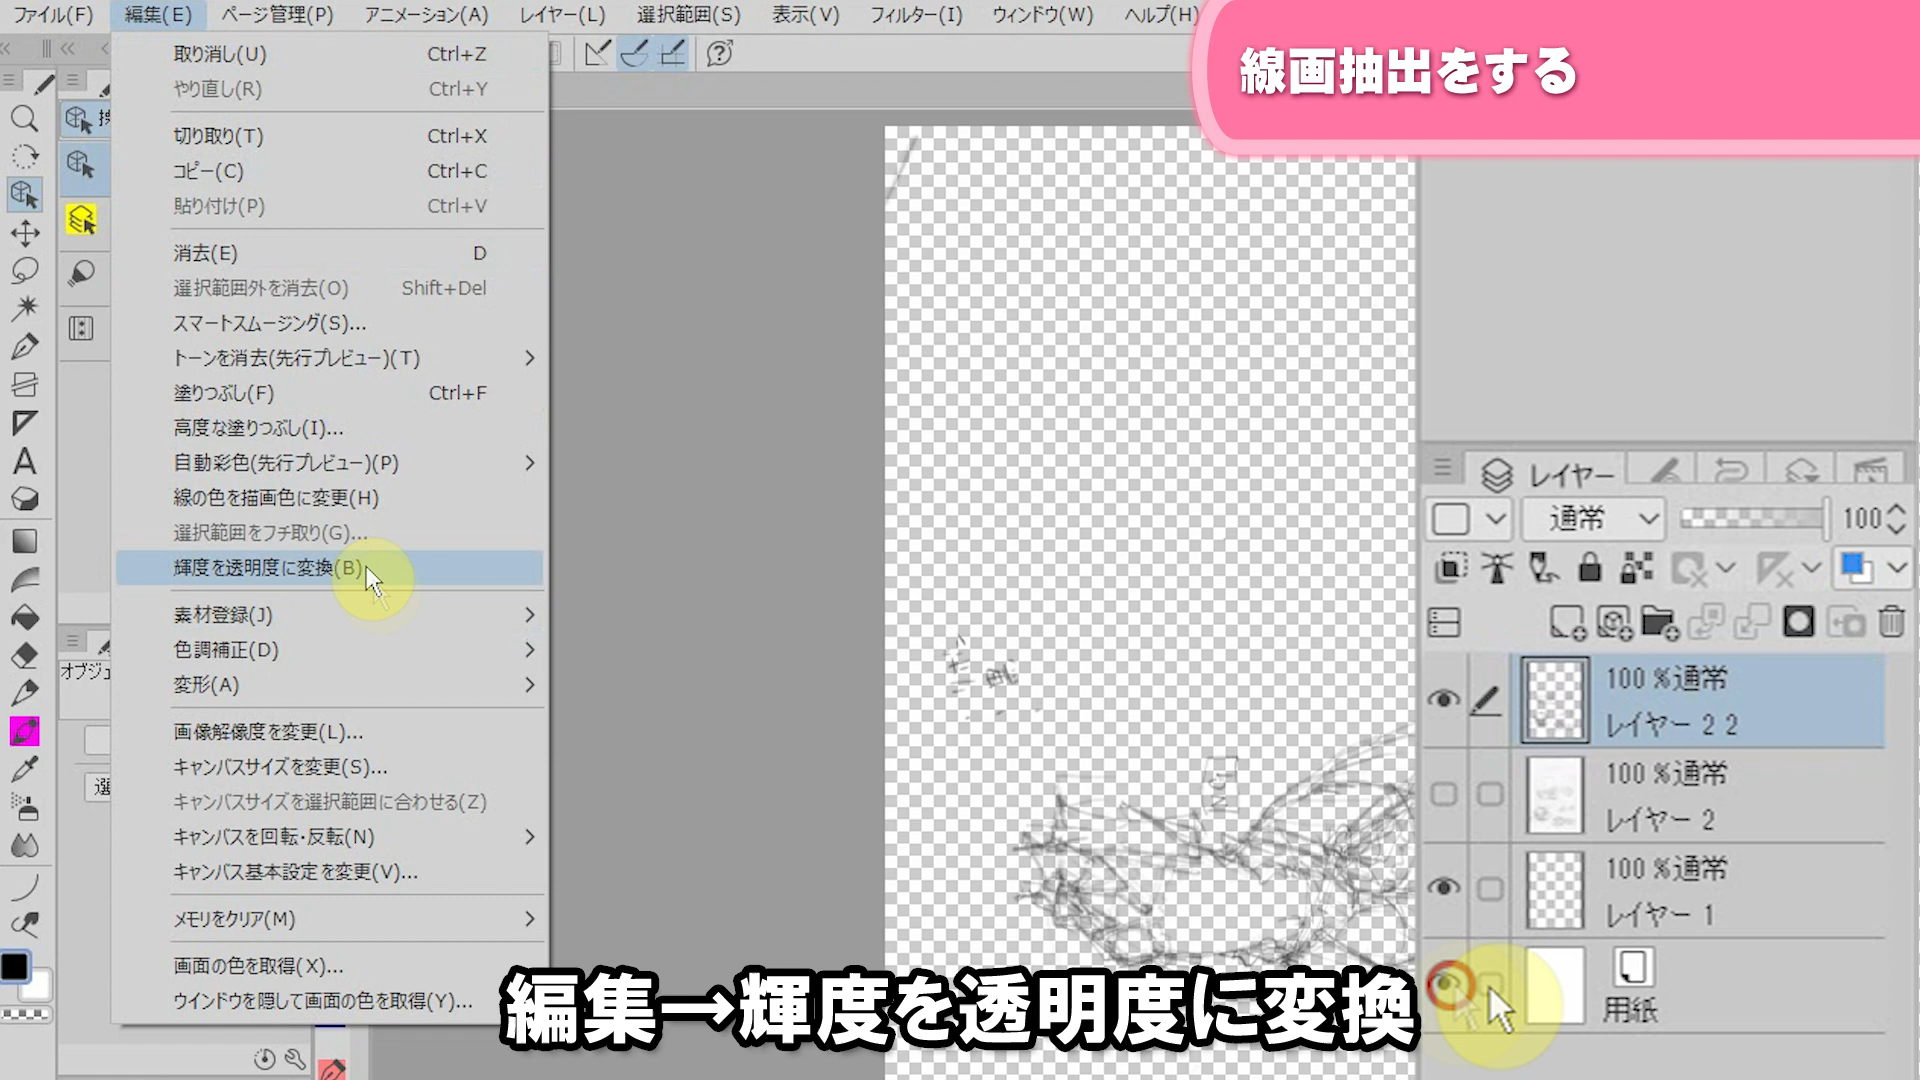 ファイル(F) 編集(E) ページ管理(P) アニメーション(A) レイヤー(L) 選択範囲(S) 表示(V) フィルター(I) ウィンドウ(W) ヘルプ(H)
線画抽出をする
取り消し(U) Ctrl+Z
やり直し(R) Ctrl+Y
切り取り(T) Ctrl+X
コピー(C) Ctrl+C
貼り付け(P) Ctrl+V
消去(E) D
選択範囲外を消去(O) Shift+Del
スマートスムージング(S)...
トーンを消去(先行プレビュー)(T)
塗りつぶし(F) Ctrl+F
高度な塗りつぶし(I)...
自動彩色(先行プレビュー)(P)
線の色を描画色に変更(H)
選択範囲をフチ取り(G)...
輝度を透明度に変換(B)
素材登録(J)
色調補正(D)
変形(A)
画像解像度を変更(L)...
キャンバスサイズを変更(S)...
キャンバスサイズを選択範囲に合わせる(Z)
キャンバスを回転・反転(N)
キャンバス基本設定を変更(V)...
メモリをクリア(M)
画面の色を取得(X)...
ウインドウを隠して画面の色を取得(Y)...
オブジェ
選
レイヤー
通常 100
100 %通常
レイヤー 2 2
100 %通常
レイヤー 2
100 %通常
レイヤー 1
用紙
編集→輝度を透明度に変換